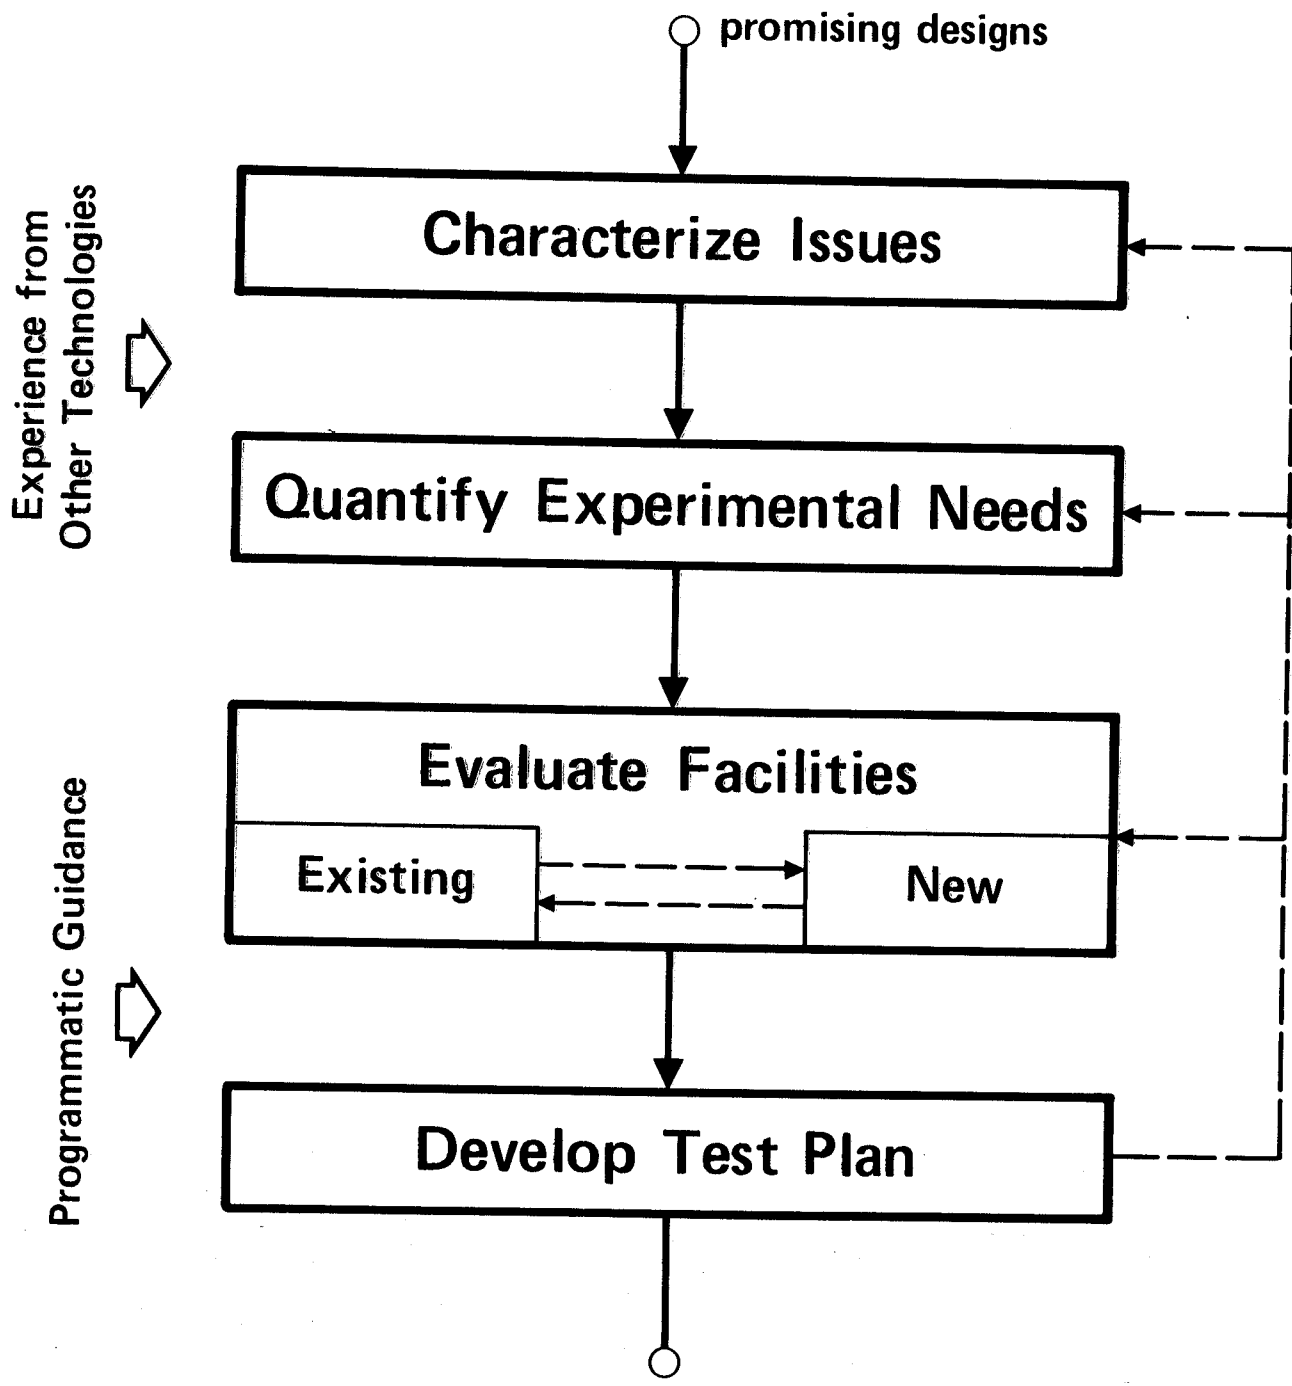 promising designs
Characterize Issues
Experience from
Other Technologies
Quantify Experimental Needs
Evaluate Facilities
Existing
New
Programmatic Guidance
Develop Test Plan